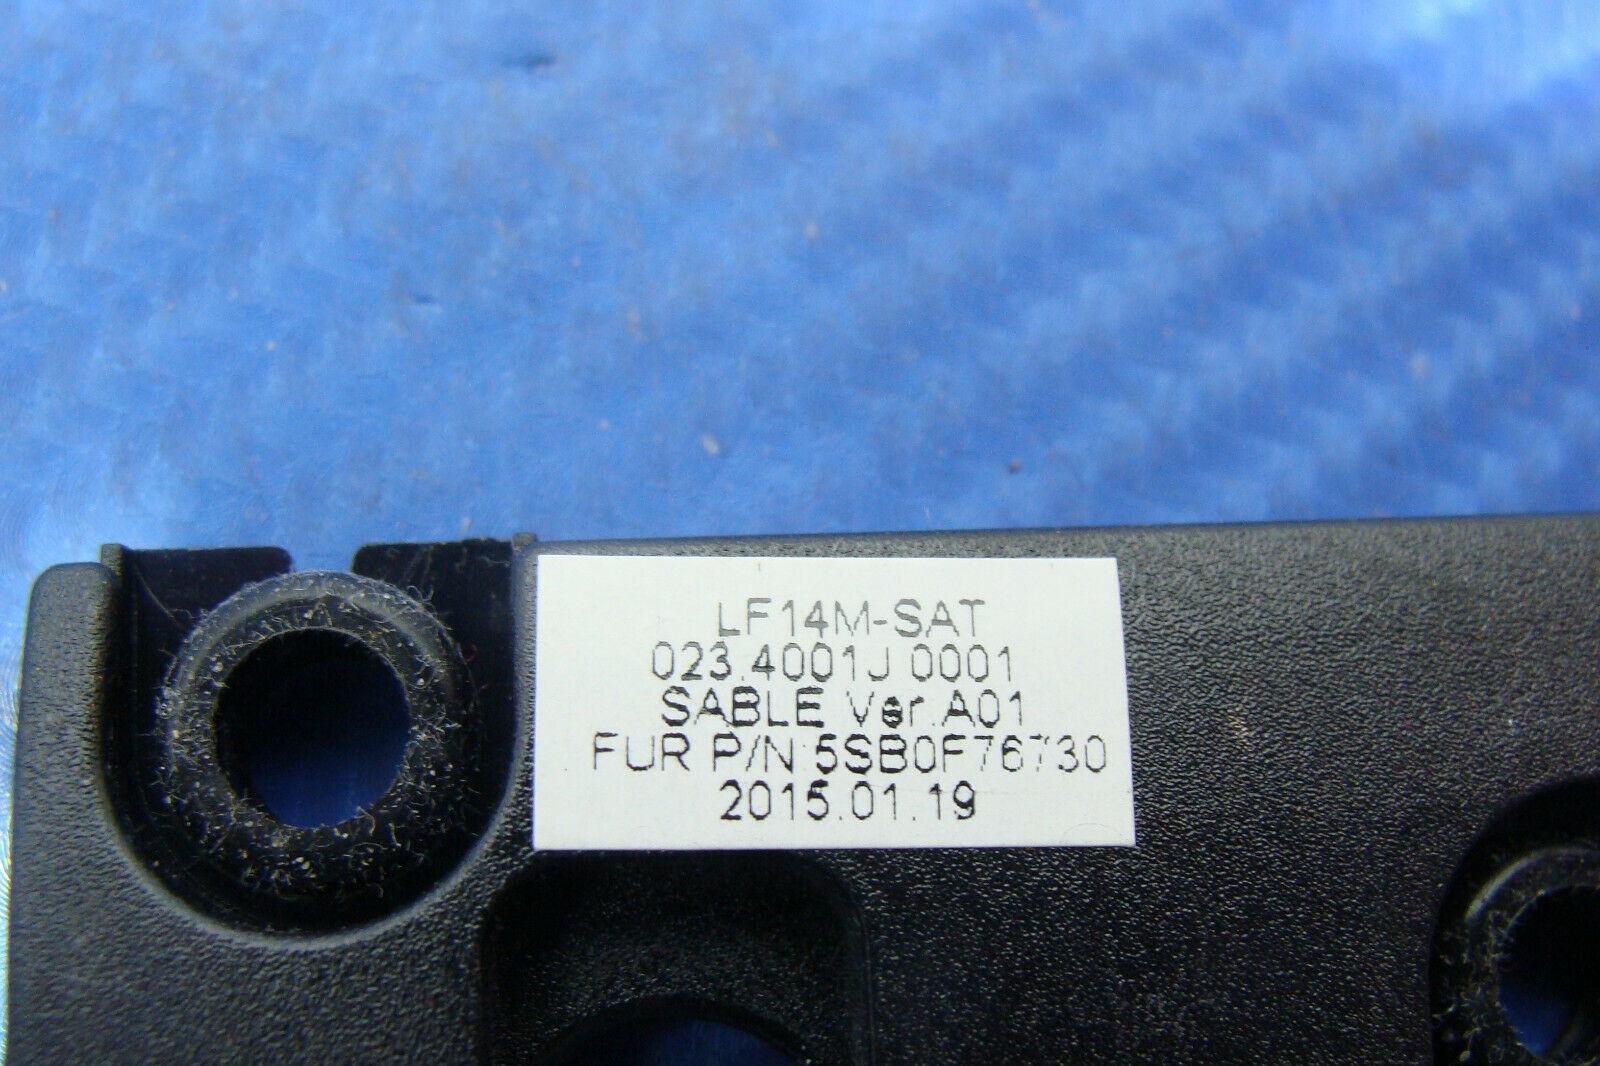 LF14M-SAT
023.4001J.0001
SABLE Ver.A01
FUR P/N:5SB0F76730
2015.01.19